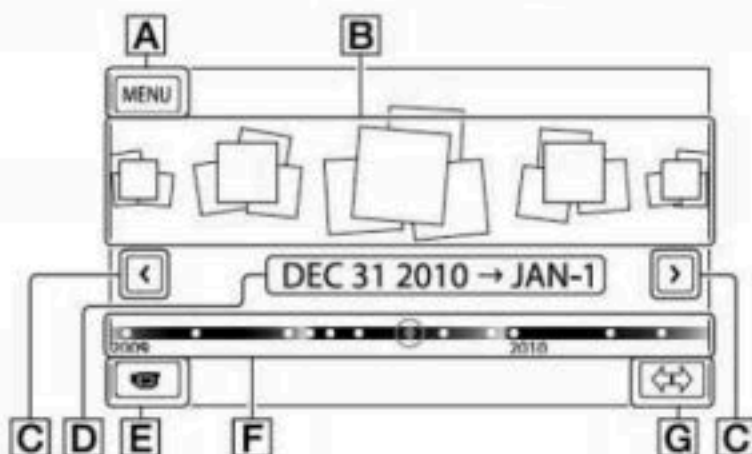 A B
MENU
< DEC 31 2010 → JAN-1 >
2009 2010
C D E F G C